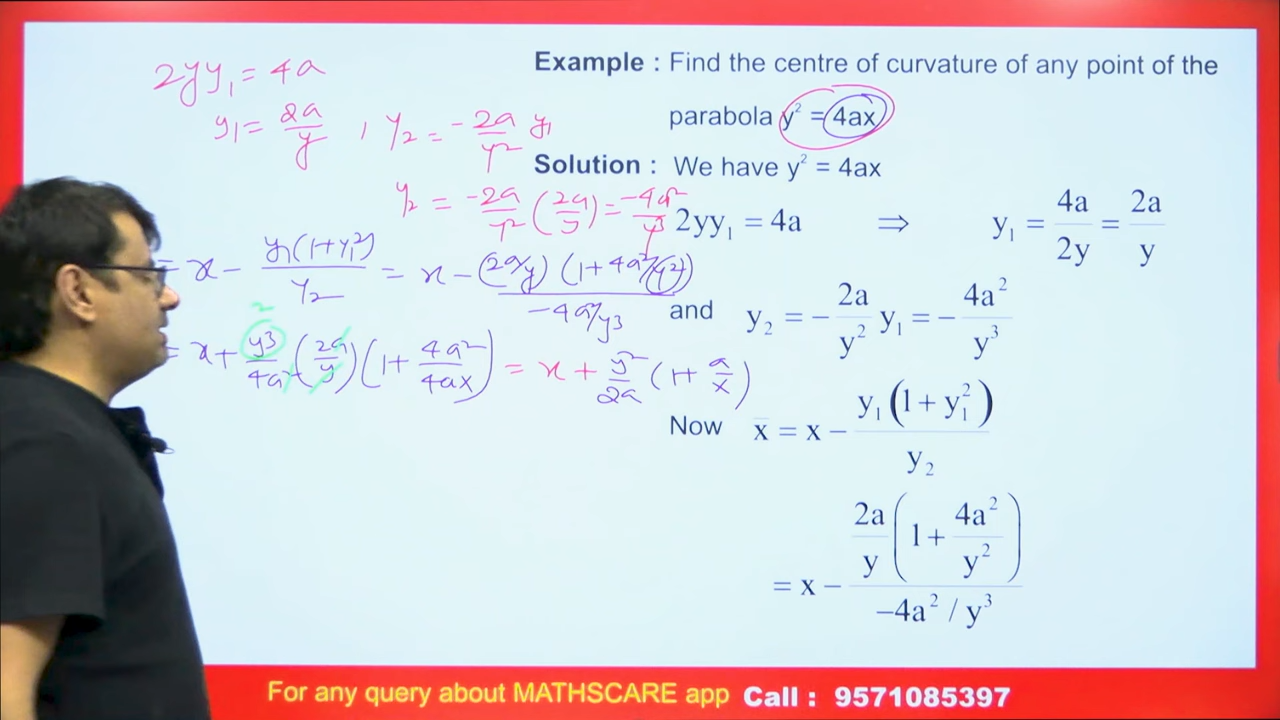 2yy₁ = 4a
y₁ = 2a/y , y₂ = -2a/y² y₁
y₂ = -2a/y² (2a/y) = -4a²/y³
= x - y₁(1+y₁²)/y₂ = x - (2a/y) (1+4a²/y²)/-4a²/y³
= x + y³/4a² (2a/y)(1+ 4a²/4ax) = x + y²/2a (1+ a/x)
2
Example : Find the centre of curvature of any point of the
parabola y² = 4ax
Solution : We have y² = 4ax
2yy₁ = 4a ⇒ y₁ = 4a/2y = 2a/y
and y₂ = - 2a/y² y₁ = - 4a²/y³
Now x̄ = x - y₁(1 + y₁²)/y₂
= x - 2a/y (1 + 4a²/y²)/-4a² / y³
For any query about MATHSCARE app Call : 9571085397